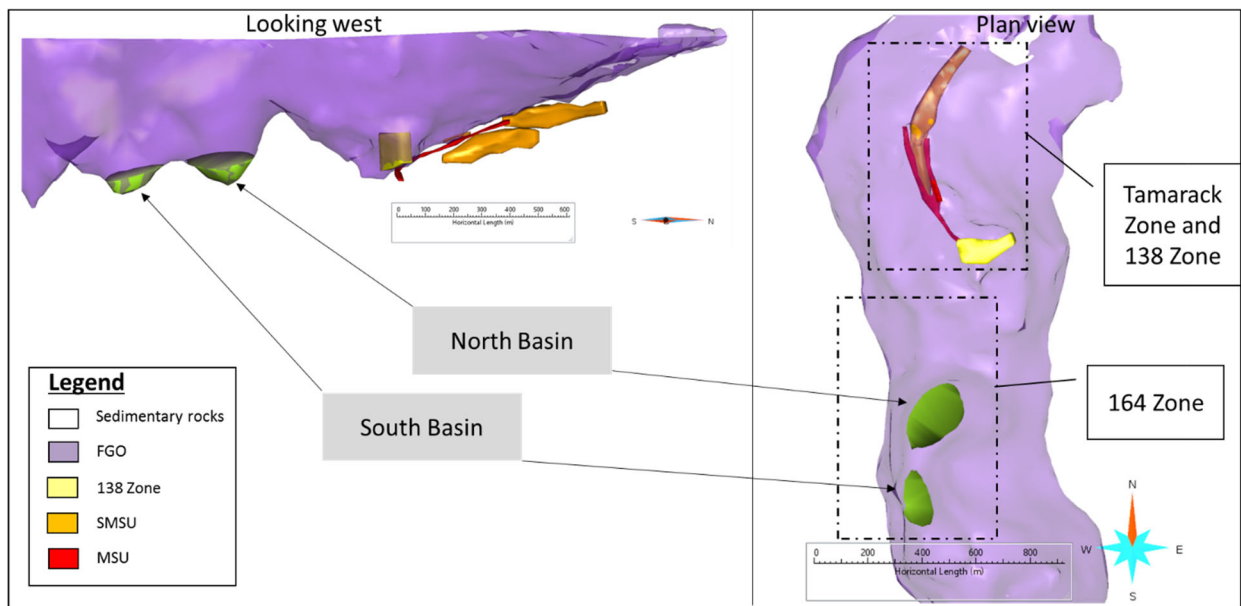 Looking west
Plan view
0 100 200 300 400 500 600
Horizontal Length (m)
S N
Tamarack
Zone and
138 Zone
North Basin
164 Zone
South Basin
Legend
Sedimentary rocks
FGO
138 Zone
SMSU
MSU
N
W E
S
0 200 400 600 800
Horizontal Length (m)